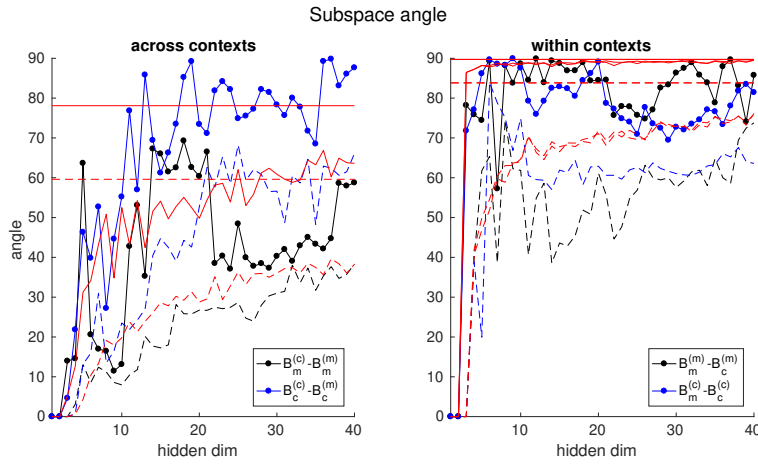 Subspace angle
across contexts
within contexts
angle
90
80
70
60
50
40
30
20
10
0
10
20
30
40
hidden dim
B_m^(c)-B_m^(m)
B_c^(c)-B_c^(m)
90
80
70
60
50
40
30
20
10
0
10
20
30
40
hidden dim
B_m^(m)-B_c^(m)
B_m^(c)-B_c^(c)